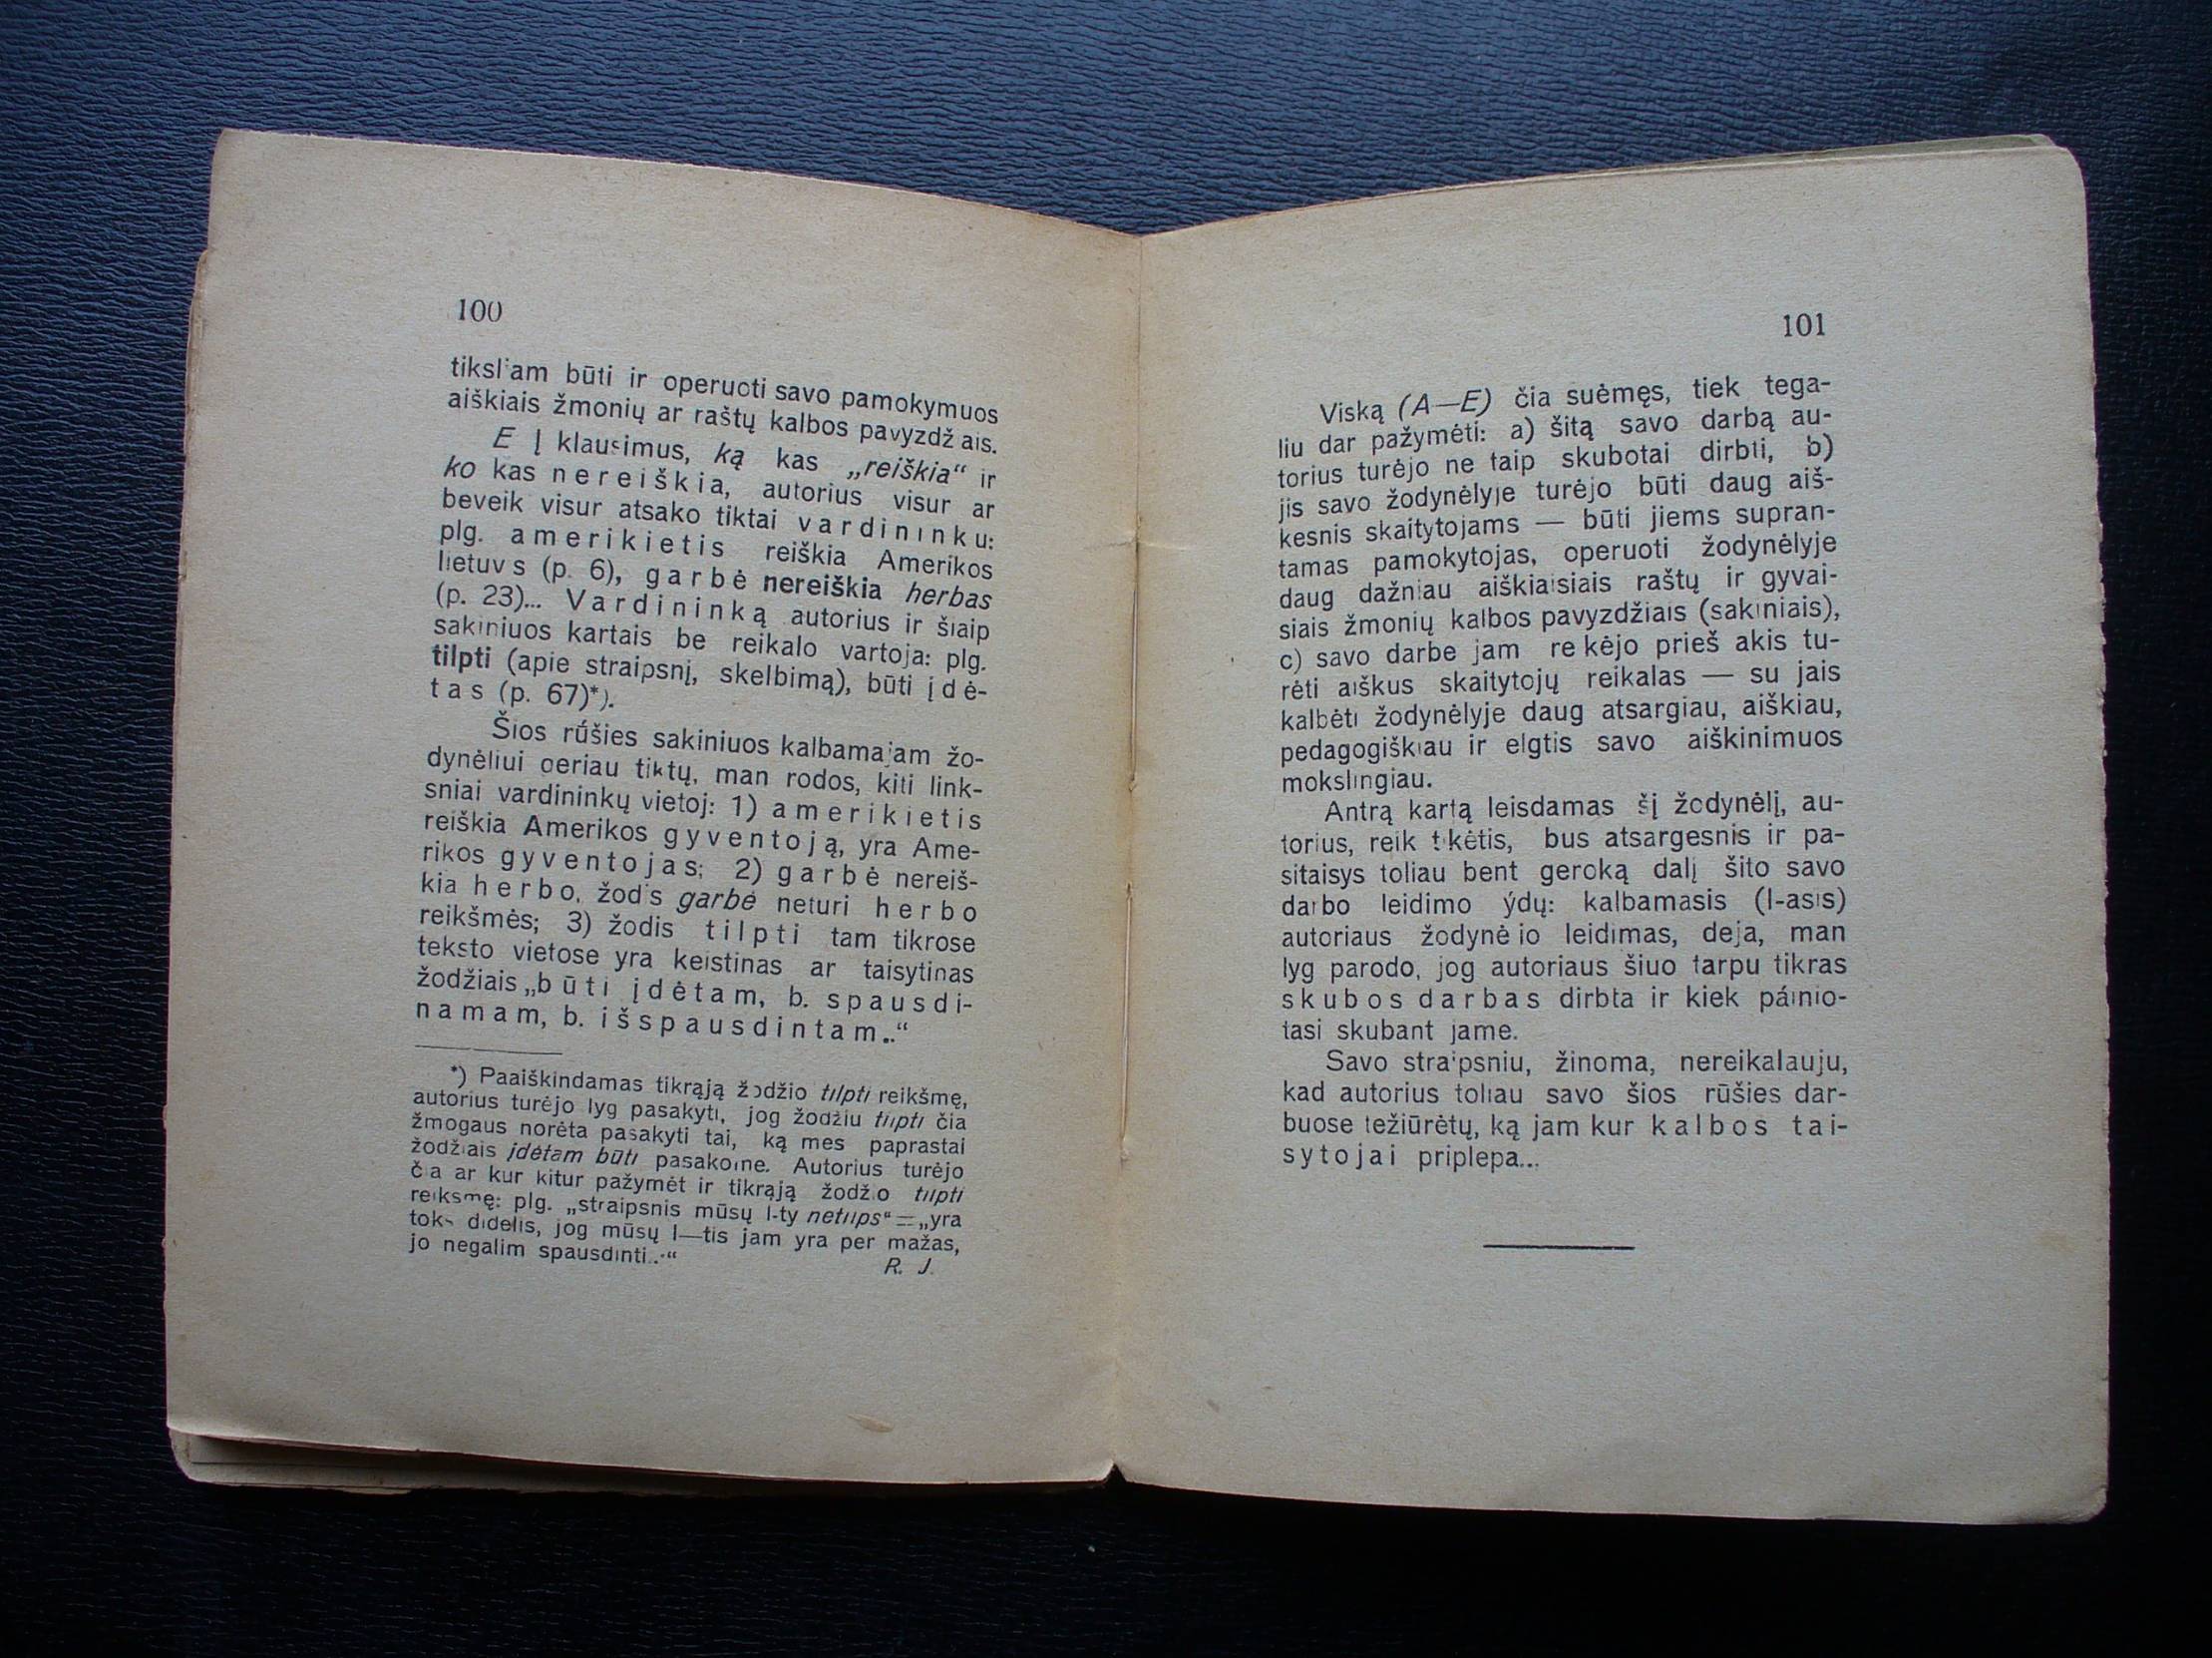 100
tiksliam būti ir operuoti savo pamokymuos
aiškiais žmonių ar raštų kalbos pavyzdž ais.
E Į klausimus, ką kas „reiškia“ ir
ko kas nereiškia, autorius visur ar
beveik visur atsako tiktai vardininku:
plg. amerikietis reiškia Amerikos
lietuv s (p. 6), garbė nereiškia herbas
(p. 23)... Vardininką autorius ir šiaip
sakiniuos kartais be reikalo vartoja: plg.
tilpti (apie straipsnį, skelbimą), būti įdė-
tas (p. 67)*).
Šios rūšies sakiniuos kalbamajam žo-
dynėliui geriau tiktų, man rodos, kiti link-
sniai vardininkų vietoj: 1) amerikietis
reiškia Amerikos gyventoją, yra Ame-
rikos gyventojas; 2) garbė nereiš-
kia herbo, žodis garbė neturi herbo
reikšmės; 3) žodis tilpti tam tikrose
teksto vietose yra keistinas ar taisytinas
žodžiais „būti įdėtam, b. spausdi-
namam, b. išspausdintam..“
*) Paaiškindamas tikrąją žodžio tilpti reikšmę,
autorius turėjo lyg pasakyti, jog žodžiu tilpti čia
žmogaus norėta pasakyti tai, ką mes paprastai
žodžiais įdėtam būti pasakome. Autorius turėjo
čia ar kur kitur pažymėt ir tikrąją žodžio tilpti
reikšmę: plg. „straipsnis mūsų l-ty netilps“ = „yra
toks didelis, jog mūsų l—tis jam yra per mažas,
jo negalim spausdinti...“
R. J.
101
Viską (A—E) čia suėmęs, tiek tega-
liu dar pažymėti: a) šitą savo darbą au-
torius turėjo ne taip skubotai dirbti, b)
jis savo žodynėlyje turėjo būti daug aiš-
kesnis skaitytojams — būti jiems supran-
tamas pamokytojas, operuoti žodynėlyje
daug dažniau aiškiaisiais raštų ir gyvai-
siais žmonių kalbos pavyzdžiais (sakiniais),
c) savo darbe jam re kėjo prieš akis tu-
rėti aiškus skaitytojų reikalas — su jais
kalbėti žodynėlyje daug atsargiau, aiškiau,
pedagogiškiau ir elgtis savo aiškinimuos
mokslingiau.
Antrą kartą leisdamas šį žodynėlį, au-
torius, reik tikėtis, bus atsargesnis ir pa-
sitaisys toliau bent geroką dalį šito savo
darbo leidimo ýdų: kalbamasis (I-asis)
autoriaus žodynė io leidimas, deja, man
lyg parodo, jog autoriaus šiuo tarpu tikras
skubos darbas dirbta ir kiek páinio-
tasi skubant jame.
Savo straipsniu, žinoma, nereikalauju,
kad autorius toliau savo šios rūšies dar-
buose težiūrėtų, ką jam kur kalbos tai-
sytojai priplepa...